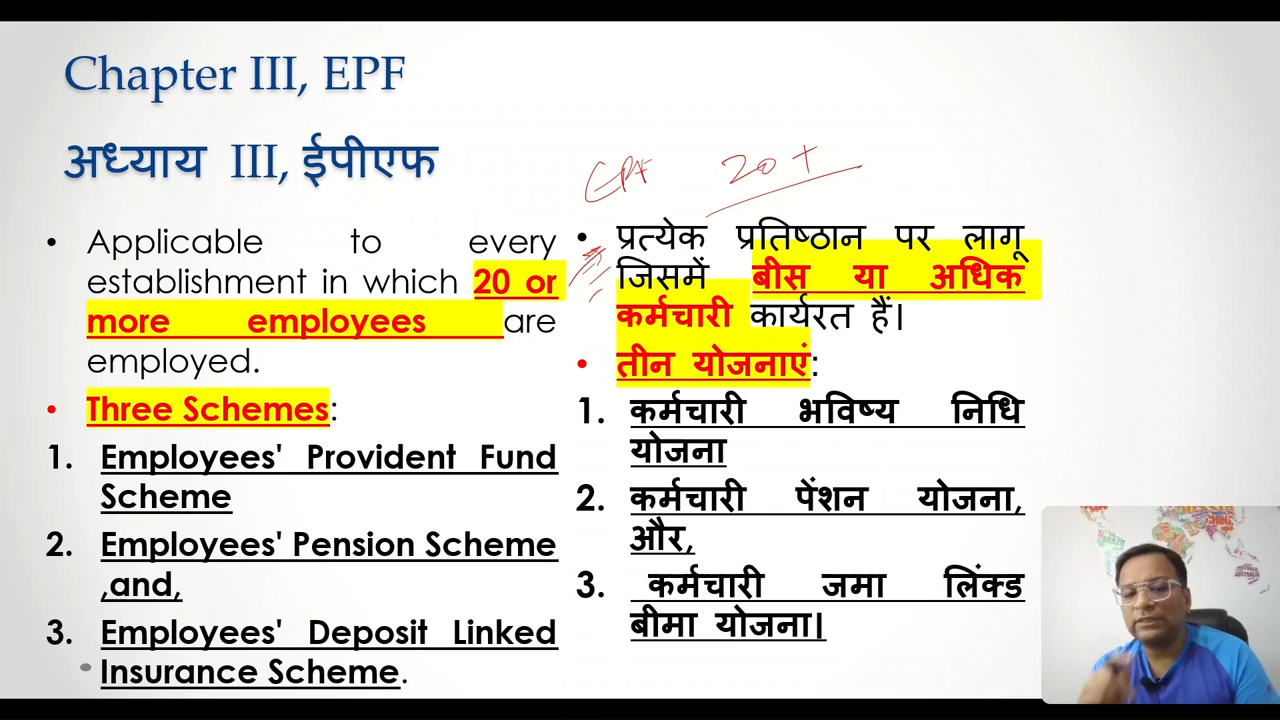 Chapter III, EPF
अध्याय III, ईपीएफ
EPF 20+
• Applicable to every
establishment in which 20 or
more employees are
employed.
• Three Schemes:
1. Employees' Provident Fund
Scheme
2. Employees' Pension Scheme
,and,
3. Employees' Deposit Linked
Insurance Scheme.
• प्रत्येक प्रतिष्ठान पर लागू
जिसमें बीस या अधिक
कर्मचारी कार्यरत हैं।
• तीन योजनाएं:
1. कर्मचारी भविष्य निधि
योजना
2. कर्मचारी पेंशन योजना,
और,
3. कर्मचारी जमा लिंक्ड
बीमा योजना।